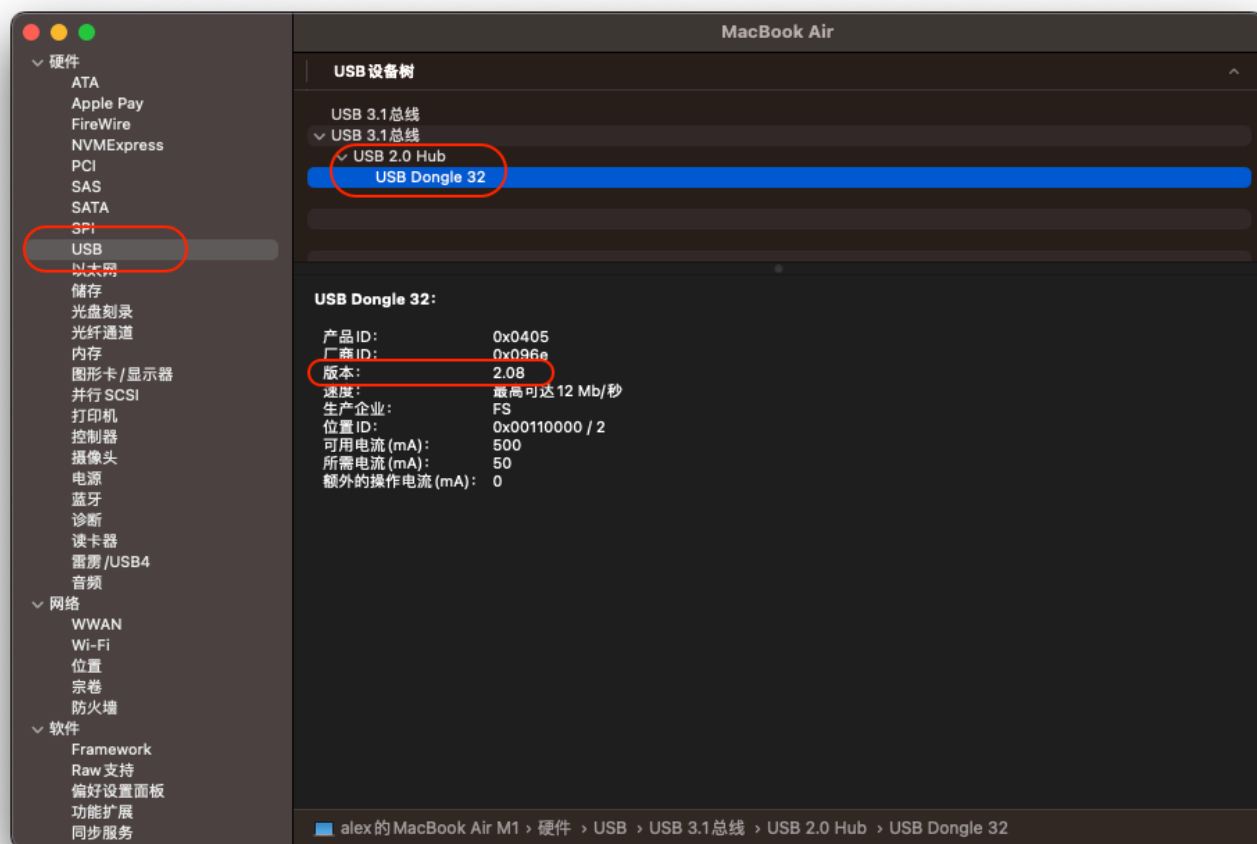 MacBook Air
硬件
ATA
Apple Pay
FireWire
NVMExpress
PCI
SAS
SATA
SPI
USB
以太网
储存
光盘刻录
光纤通道
内存
图形卡/显示器
并行SCSI
打印机
控制器
摄像头
电源
蓝牙
诊断
读卡器
雷雳/USB4
音频
网络
WWAN
Wi-Fi
位置
宗卷
防火墙
软件
Framework
Raw支持
偏好设置面板
功能扩展
同步服务
USB设备树
USB 3.1总线
USB 3.1总线
USB 2.0 Hub
USB Dongle 32
USB Dongle 32：
产品ID： 0x0405
厂商ID： 0x096e
版本： 2.08
速度： 最高可达12 Mb/秒
生产企业： FS
位置ID： 0x00110000 / 2
可用电流(mA)： 500
所需电流(mA)： 50
额外的操作电流(mA)： 0
alex的MacBook Air M1 › 硬件 › USB › USB 3.1总线 › USB 2.0 Hub › USB Dongle 32